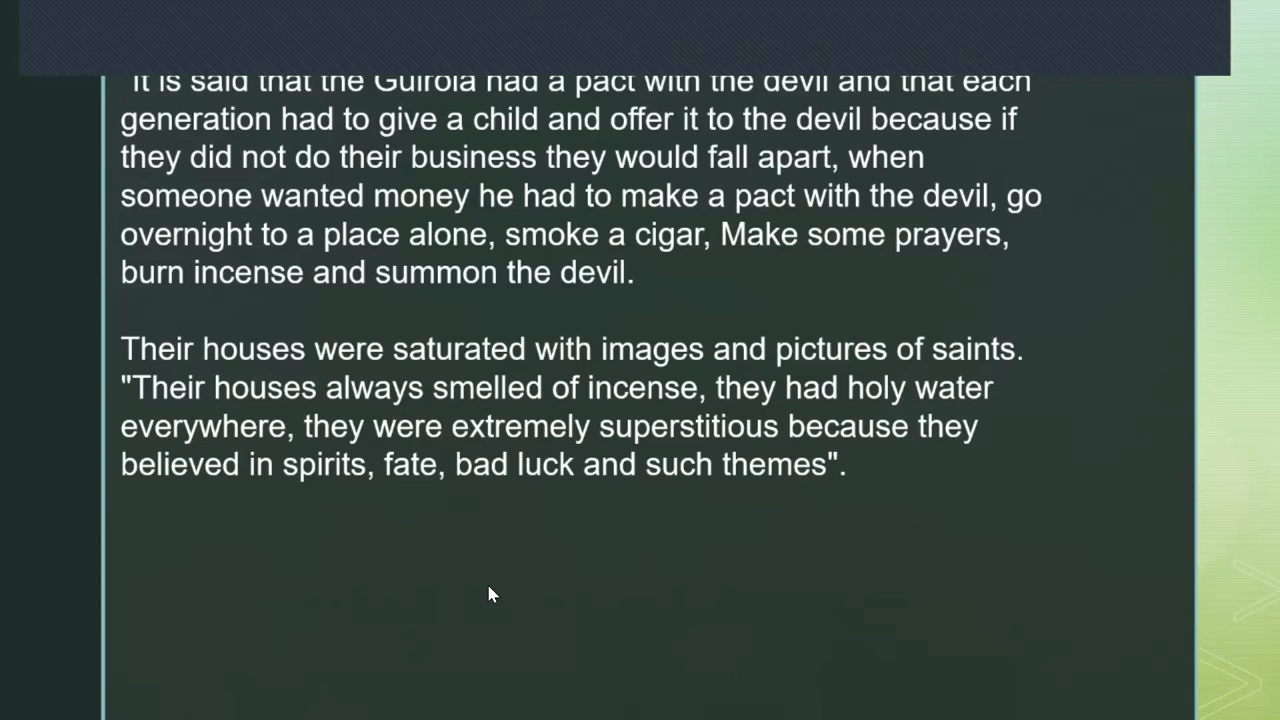 "It is said that the Guirola had a pact with the devil and that each
generation had to give a child and offer it to the devil because if
they did not do their business they would fall apart, when
someone wanted money he had to make a pact with the devil, go
overnight to a place alone, smoke a cigar, Make some prayers,
burn incense and summon the devil.
Their houses were saturated with images and pictures of saints.
"Their houses always smelled of incense, they had holy water
everywhere, they were extremely superstitious because they
believed in spirits, fate, bad luck and such themes".